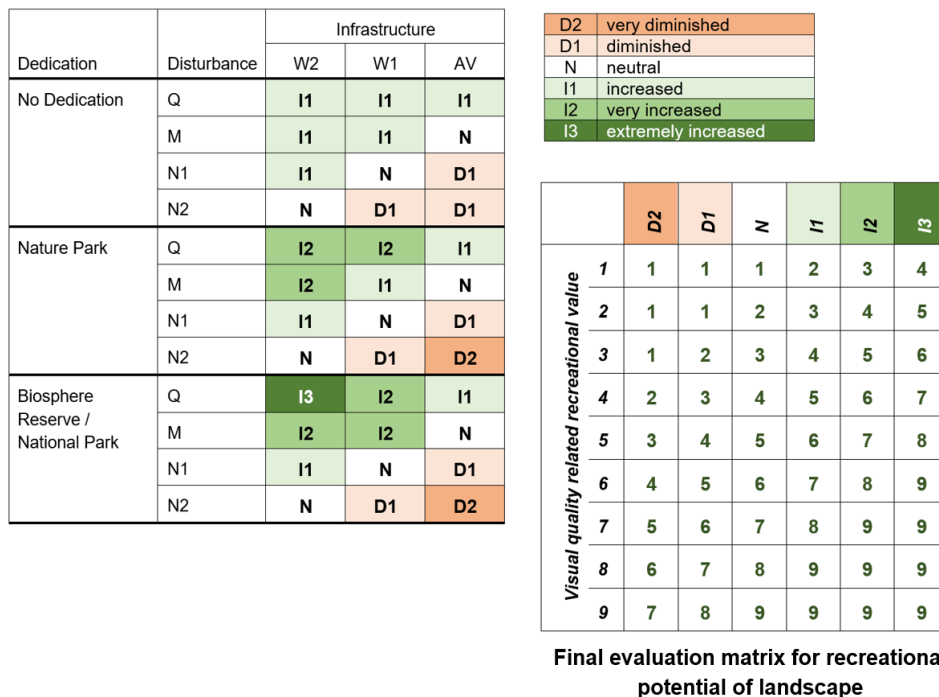 Infrastructure
Dedication Disturbance W2 W1 AV
No Dedication Q I1 I1 I1
M I1 I1 N
N1 I1 N D1
N2 N D1 D1
Nature Park Q I2 I2 I1
M I2 I1 N
N1 I1 N D1
N2 N D1 D2
Biosphere Reserve / National Park Q I3 I2 I1
M I2 I2 N
N1 I1 N D1
N2 N D1 D2
D2 very diminished
D1 diminished
N neutral
I1 increased
I2 very increased
I3 extremely increased
D2 D1 N I1 I2 I3
Visual quality related recreational value
1 1 1 1 2 3 4
2 1 1 2 3 4 5
3 1 2 3 4 5 6
4 2 3 4 5 6 7
5 3 4 5 6 7 8
6 4 5 6 7 8 9
7 5 6 7 8 9 9
8 6 7 8 9 9 9
9 7 8 9 9 9 9
Final evaluation matrix for recreationa
potential of landscape